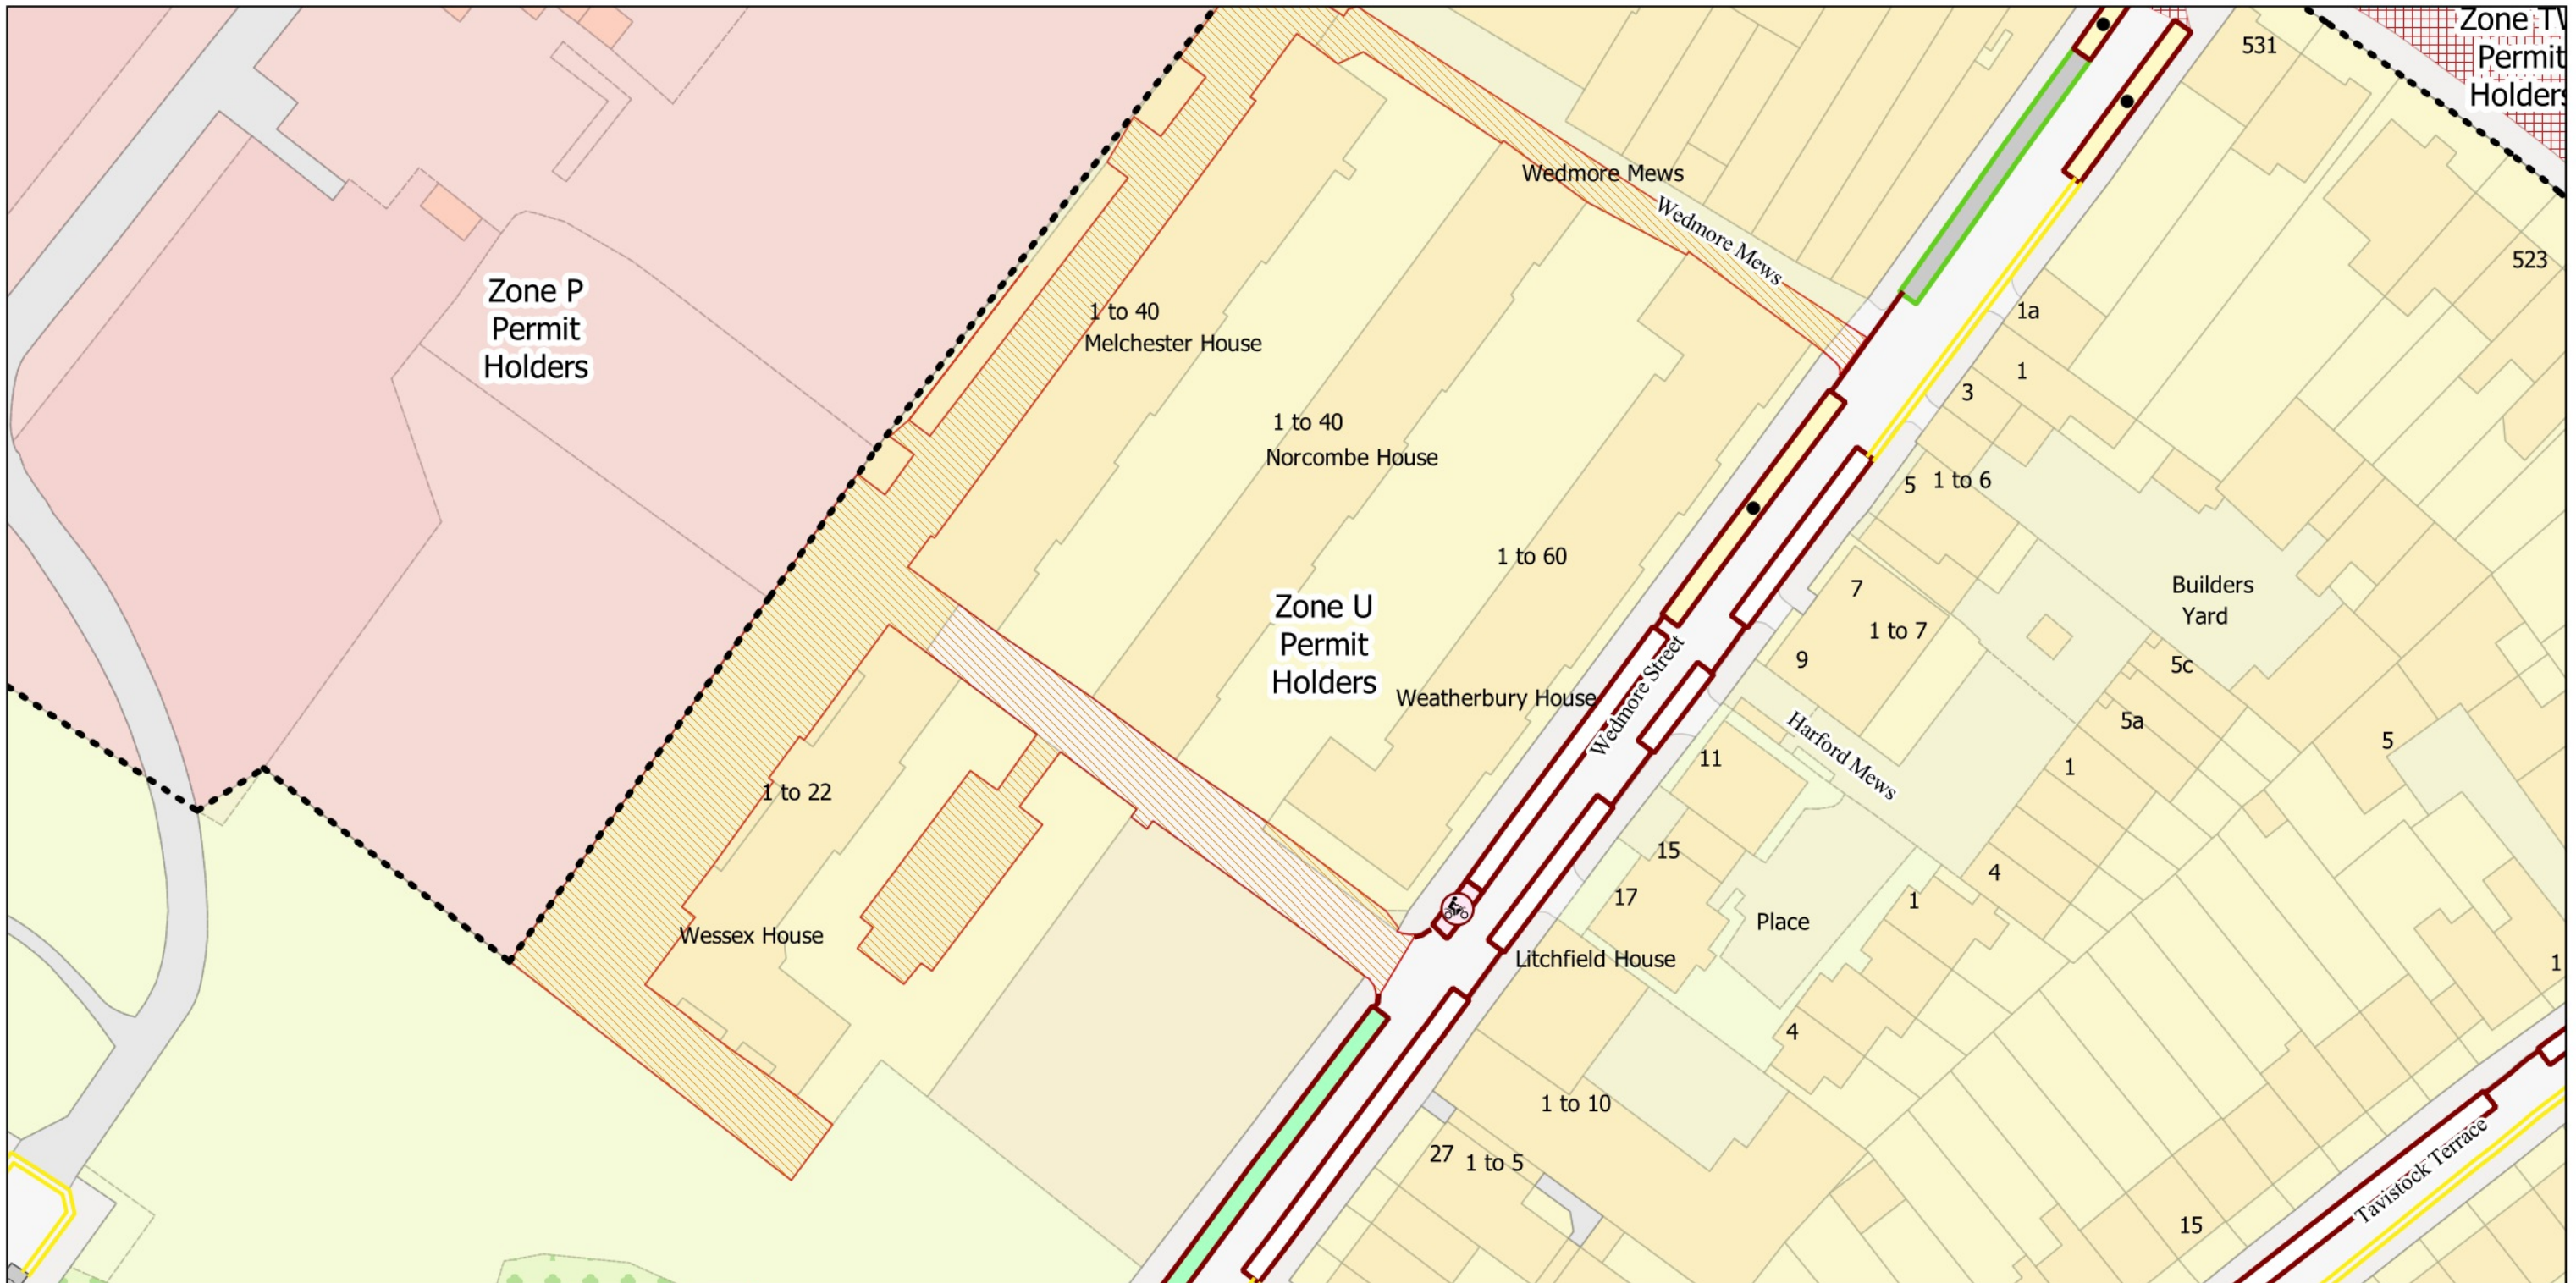 Zone TW
Permit
Holders
531
Wedmore Mews
Wedmore Mews
523
Zone P
Permit
Holders
1 to 40
Melchester House
1a
1
3
1 to 40
Norcombe House
5
1 to 6
1 to 60
7
Builders
Yard
Zone U
Permit
Holders
1 to 7
9
5c
Weatherbury House
Wedmore Street
Harford Mews
5a
5
11
1
1 to 22
15
4
17
1
Place
Wessex House
Litchfield House
1
4
1 to 10
27
1 to 5
Tavistock Terrace
15